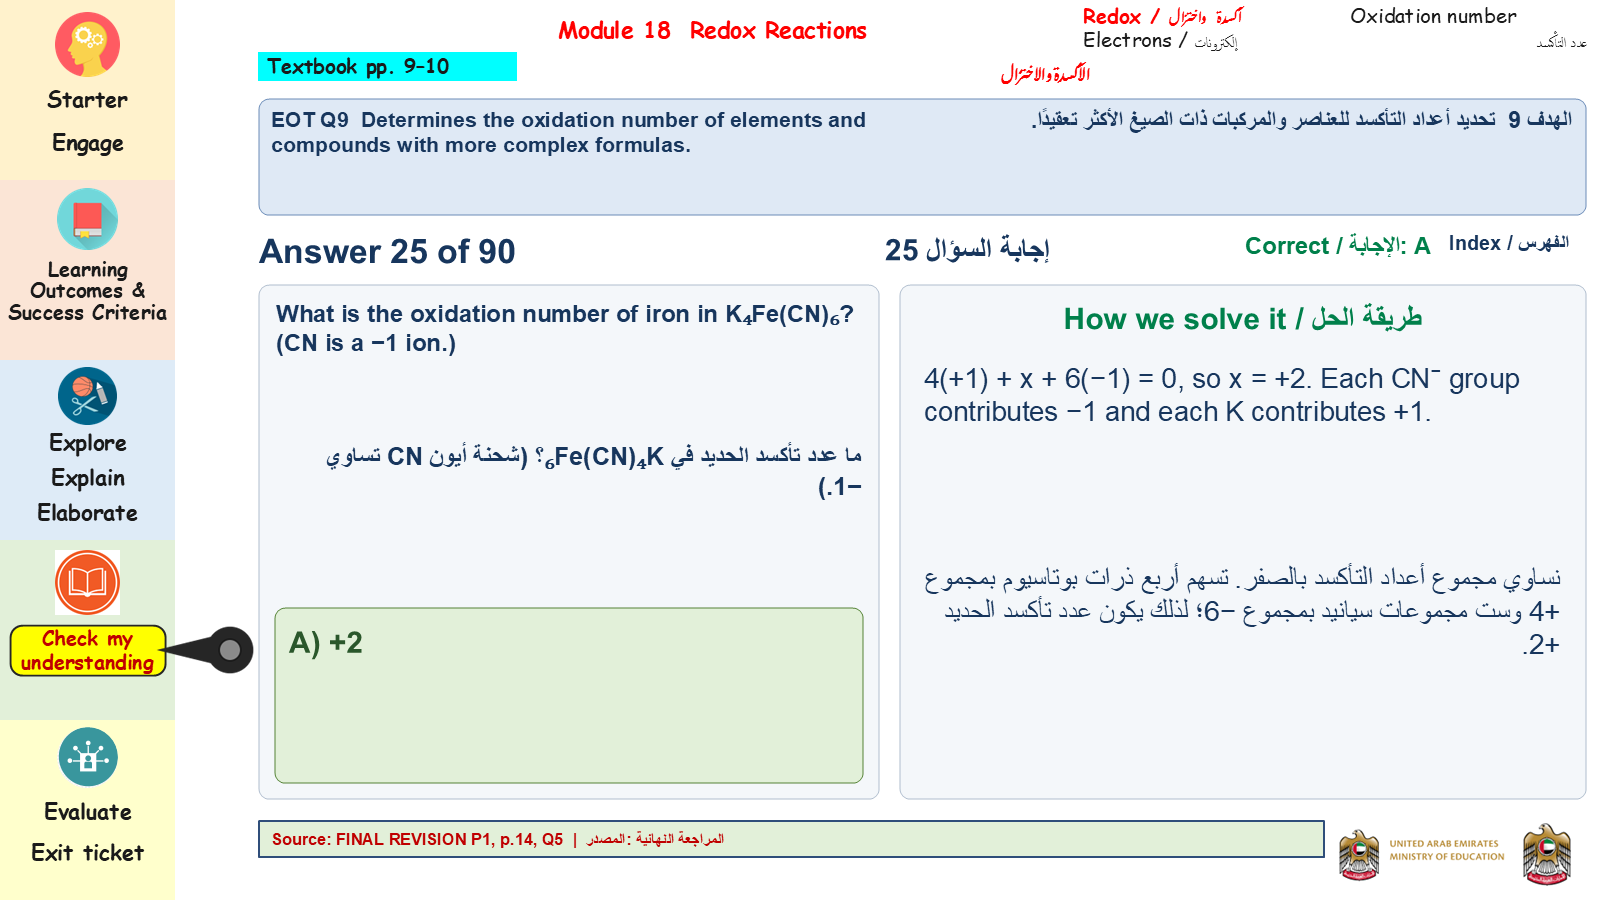 Module 18  Redox Reactions
Redox / أكسدة واختزال
Electrons / إلكترونات
Oxidation number
عدد التأكسد
Textbook pp. 9-10
الأكسدة والاختزال
EOT Q9  Determines the oxidation number of elements and
compounds with more complex formulas.
الهدف 9  تحديد أعداد التأكسد للعناصر والمركبات ذات الصيغ الأكثر تعقيدًا.
Starter
Engage
Learning
Outcomes &
Success Criteria
Explore
Explain
Elaborate
Check my
understanding
Evaluate
Exit ticket
Answer 25 of 90
إجابة السؤال 25
Correct / الإجابة: A
Index / الفهرس
What is the oxidation number of iron in K₄Fe(CN)₆?
(CN is a −1 ion.)
ما عدد تأكسد الحديد في K₄Fe(CN)₆؟ (شحنة أيون CN تساوي
−1.)
A) +2
How we solve it / طريقة الحل
4(+1) + x + 6(−1) = 0, so x = +2. Each CN⁻ group
contributes −1 and each K contributes +1.
نساوي مجموع أعداد التأكسد بالصفر. تسهم أربع ذرات بوتاسيوم بمجموع
+4 وست مجموعات سيانيد بمجموع −6؛ لذلك يكون عدد تأكسد الحديد
+2.
Source: FINAL REVISION P1, p.14, Q5  |  المصدر: المراجعة النهائية
UNITED ARAB EMIRATES
MINISTRY OF EDUCATION